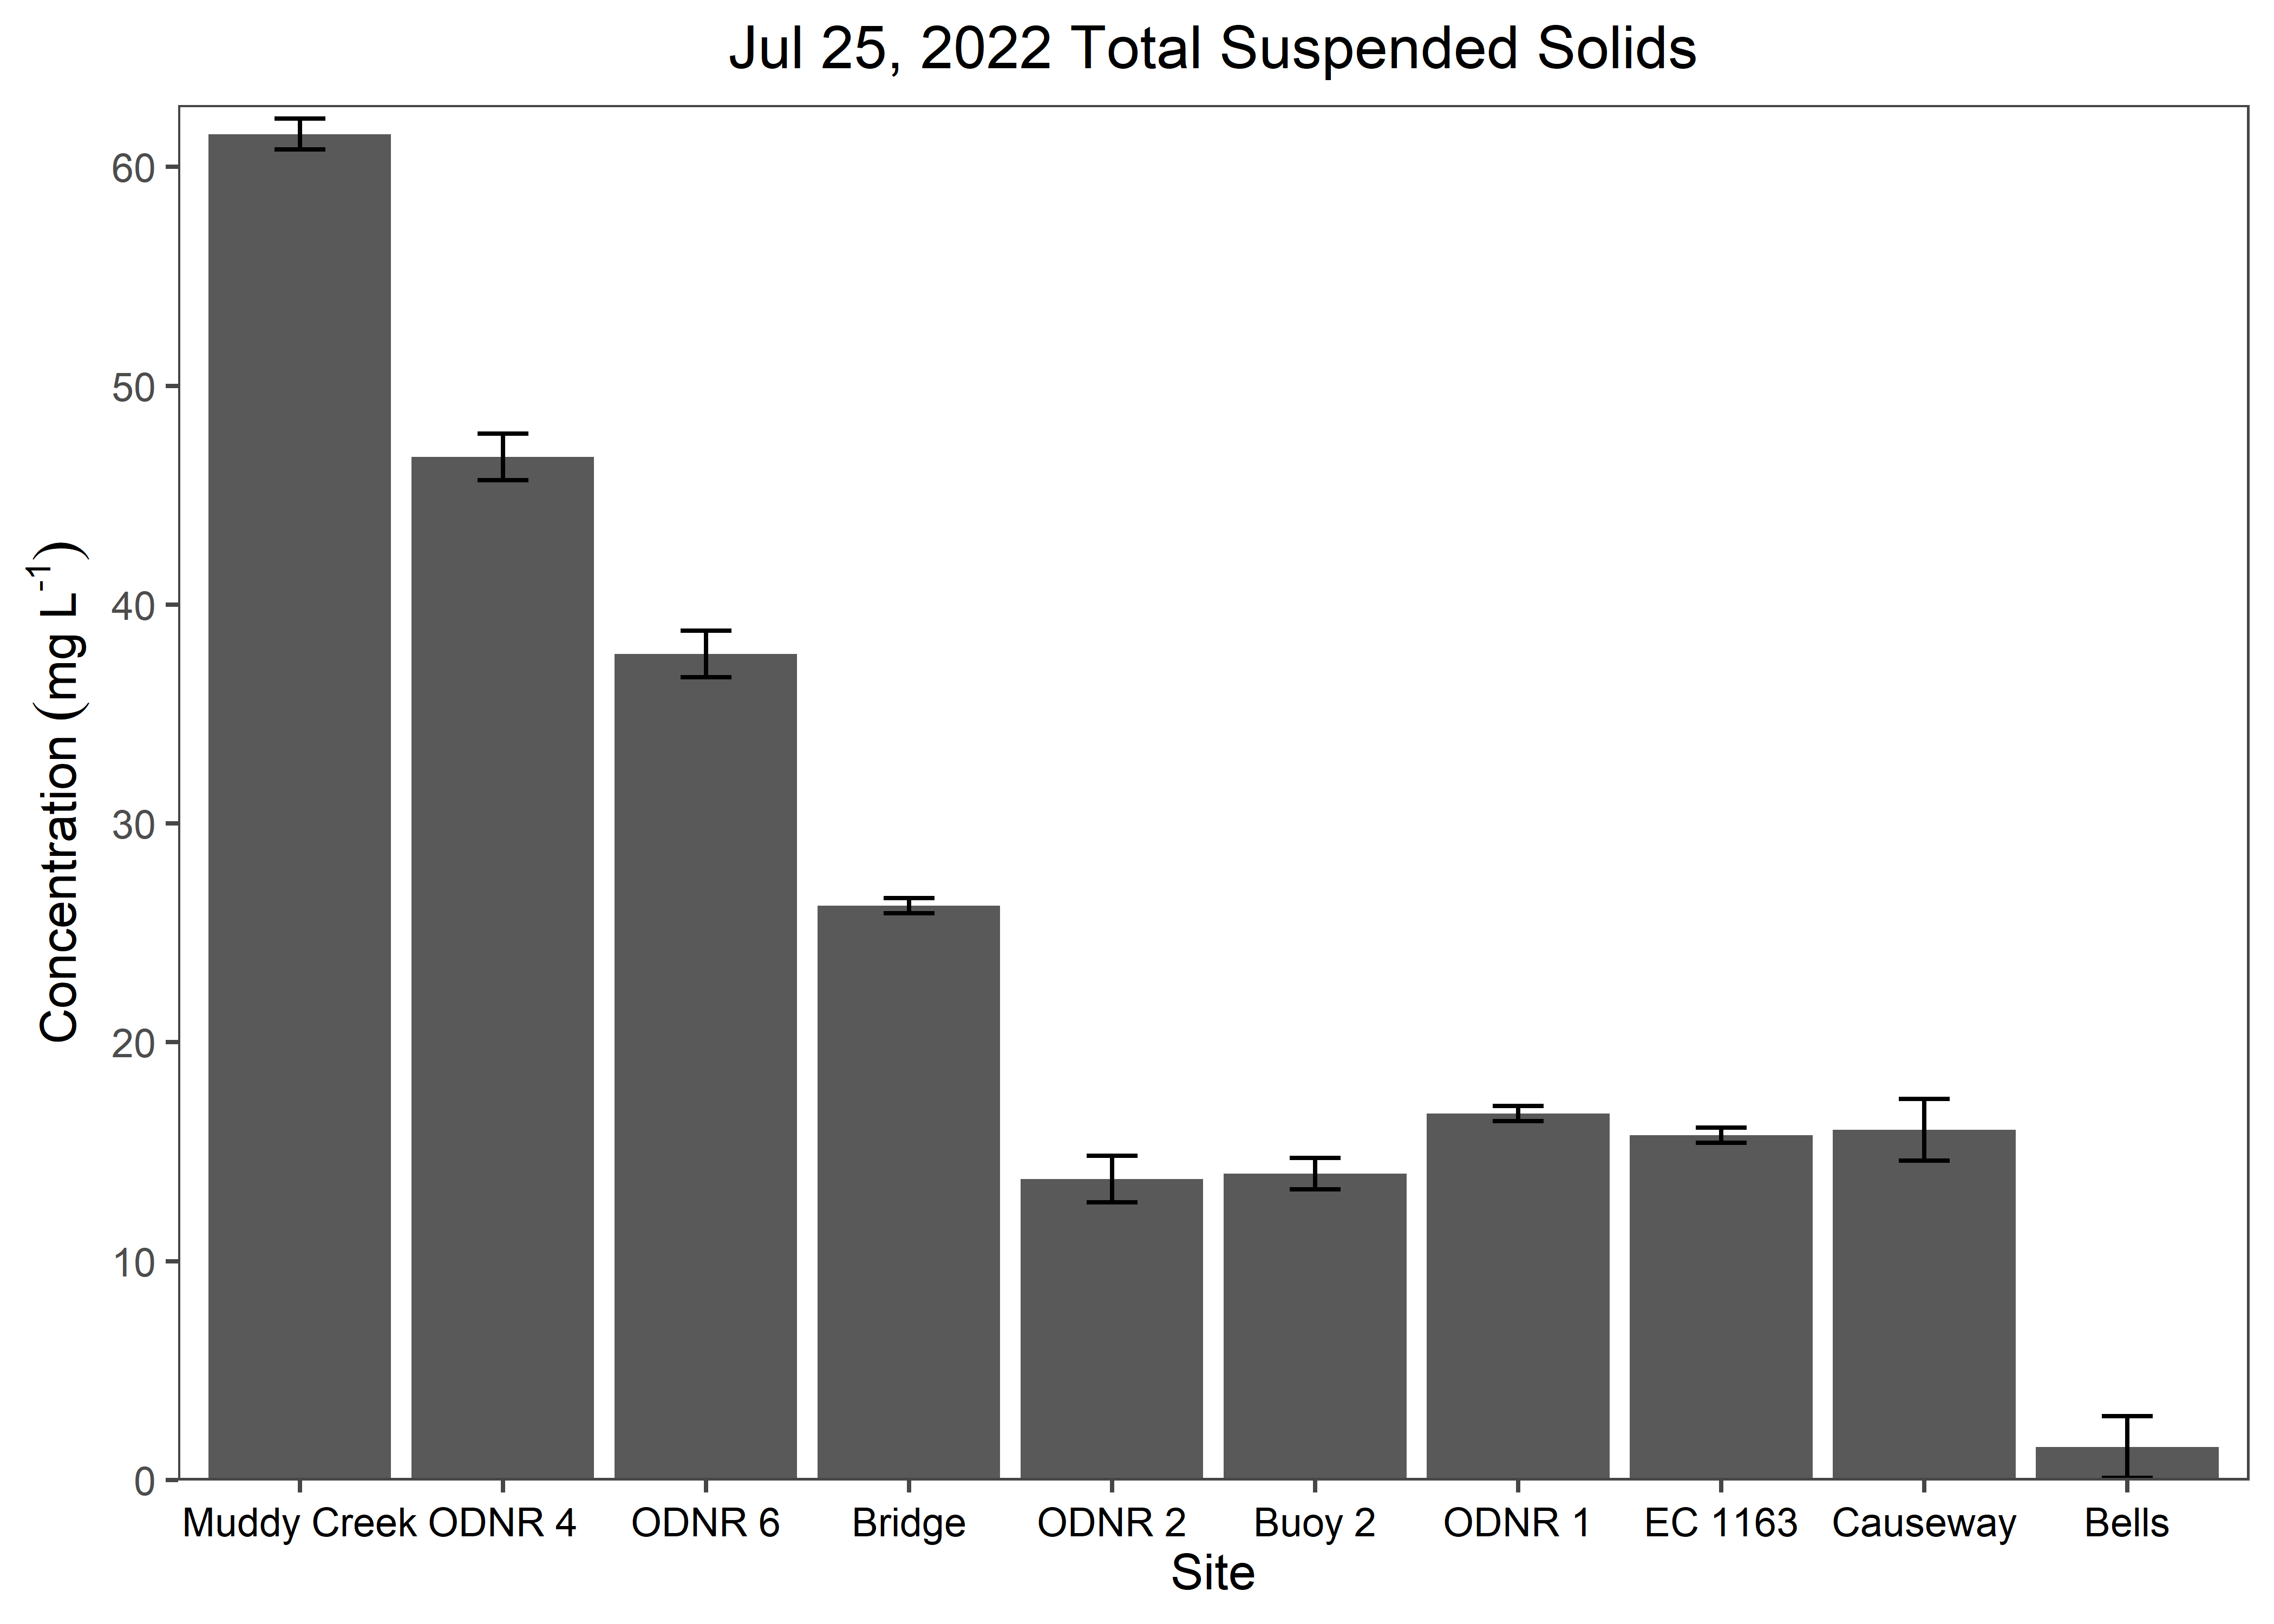 Jul 25, 2022 Total Suspended Solids
Concentration (mg L⁻¹)
60
50
40
30
20
10
0
Muddy Creek ODNR 4 ODNR 6 Bridge ODNR 2 Buoy 2 ODNR 1 EC 1163 Causeway Bells
Site